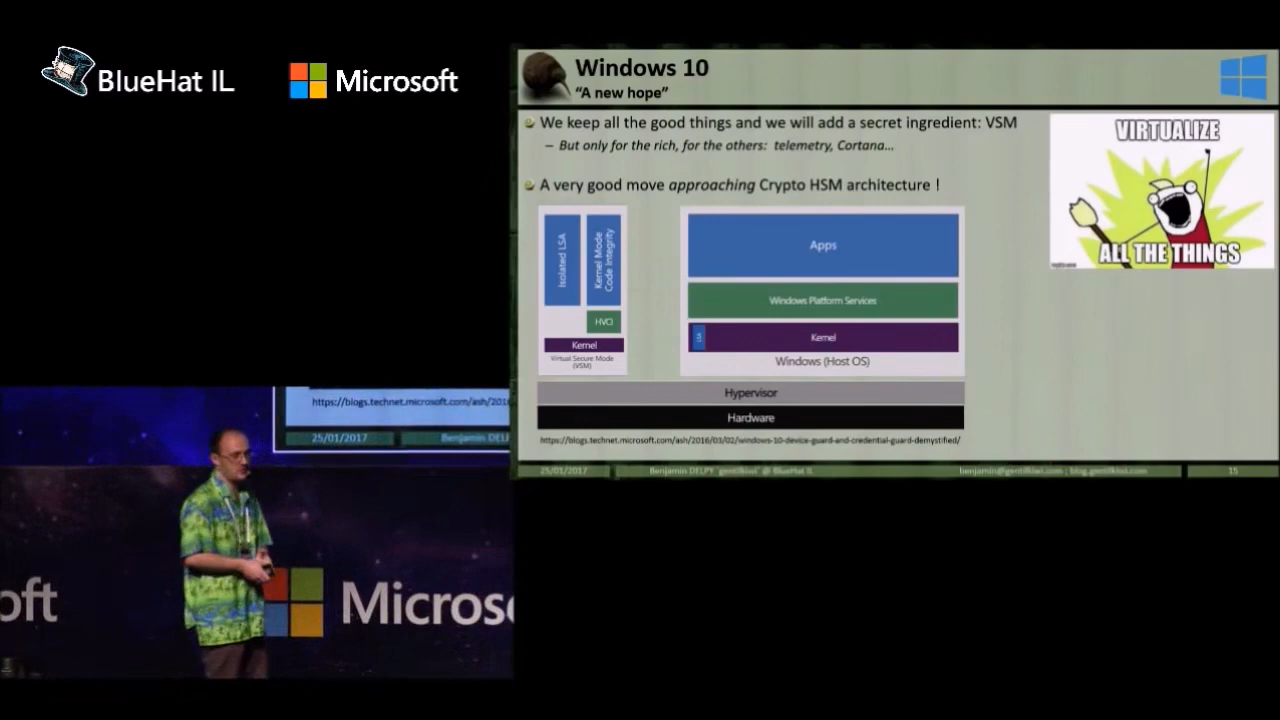 BlueHat IL
Microsoft
Windows 10
“A new hope”
We keep all the good things and we will add a secret ingredient: VSM
– But only for the rich, for the others: telemetry, Cortana…
A very good move approaching Crypto HSM architecture !
VIRTUALIZE
ALL THE THINGS
Isolated LSA
Kernel Mode
Code Integrity
HVCI
Kernel
Virtual Secure Mode
(VSM)
Apps
Windows Platform Services
Kernel
Windows (Host OS)
Hypervisor
Hardware
https://blogs.technet.microsoft.com/ash/2016/03/02/windows-10-device-guard-and-credential-guard-demystified/
25/01/2017
Benjamin DELPY `gentilkiwi` @ BlueHat IL
benjamin@gentilkiwi.com ; blog.gentilkiwi.com
15
https://blogs.technet.microsoft.com/ash/201
25/01/2017
Benjamin DELP
oft
Microso